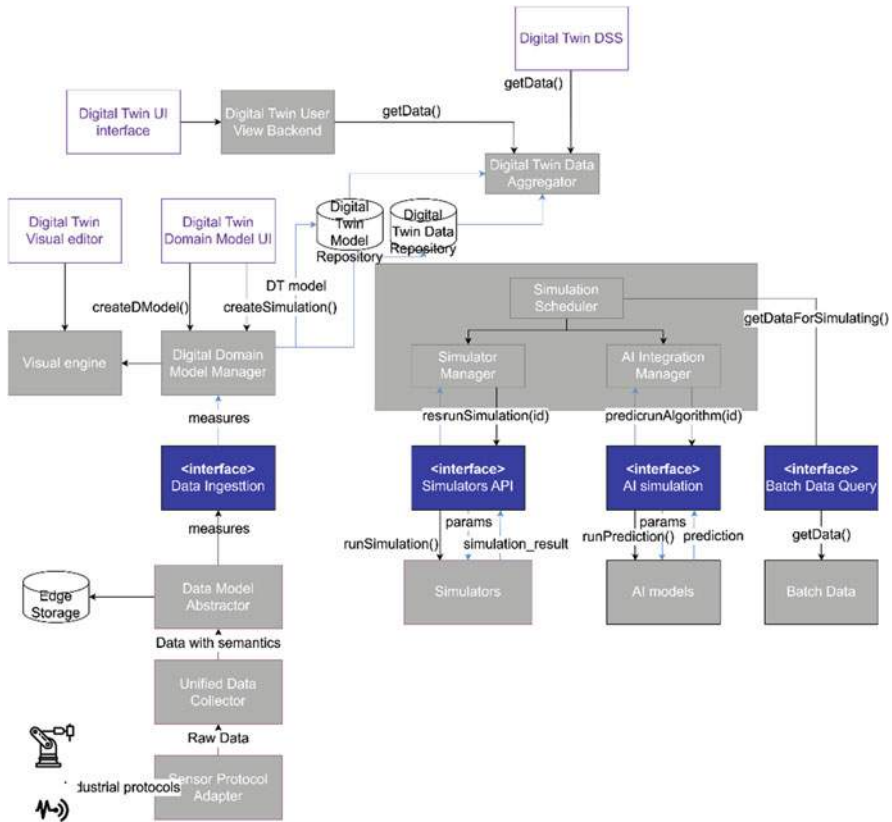 Digital Twin DSS
getData()
Digital Twin UI
interface
Digital Twin User
View Backend
getData()
Digital Twin Data
Aggregator
Digital Twin
Visual editor
Digital Twin
Domain Model UI
Digital
Twin
Model
Repository
Digital
Twin Data
Repository
DT model
createDModel()
createSimulation()
Simulation
Scheduler
getDataForSimulating()
Visual engine
Digital Domain
Model Manager
Simulator
Manager
AI Integration
Manager
measures
runSimulation(id)
runAlgorithm(id)
<interface>
Data Ingesttion
<interface>
Simulators API
<interface>
AI simulation
<interface>
Batch Data Query
measures
params
runSimulation()
simulation_result
params
runPrediction()
prediction
getData()
Edge
Storage
Data Model
Abstractor
Simulators
AI models
Batch Data
Data with semantics
Unified Data
Collector
Raw Data
Sensor Protocol
Adapter
dustrial protocols